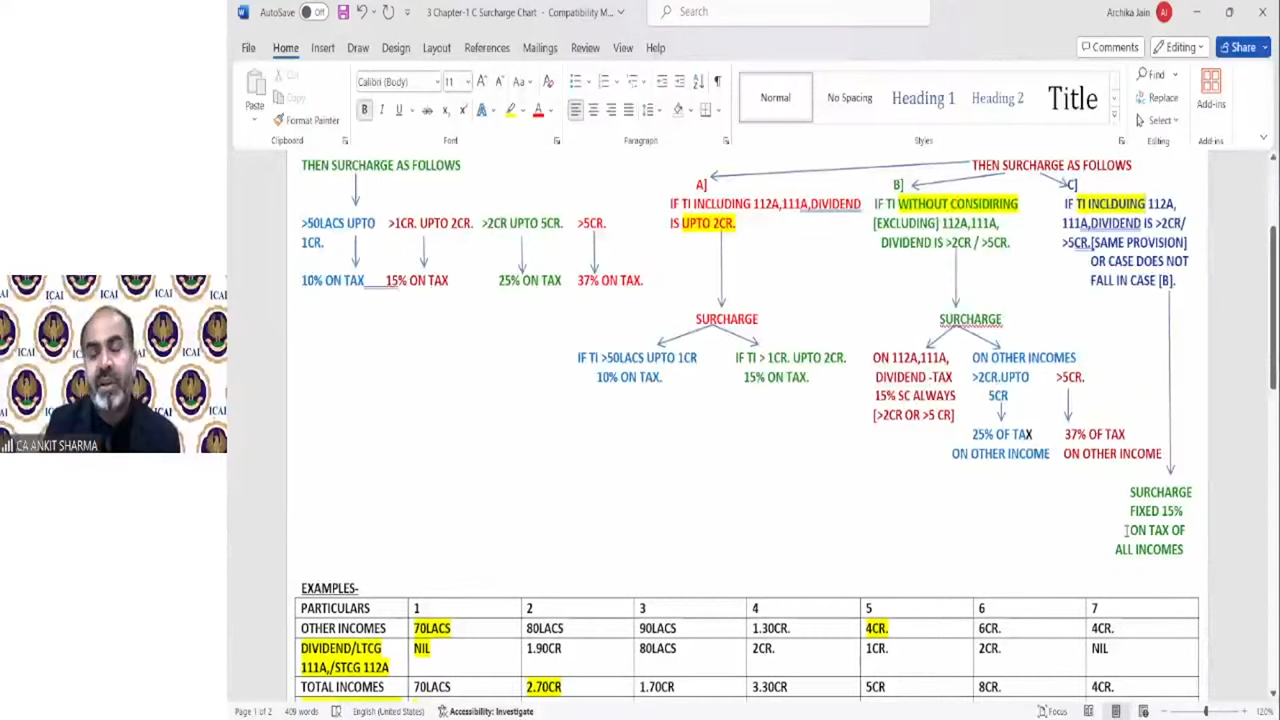 AutoSave
Off
3 Chapter-1 C Surcharge Chart - Compatibility M...
Search
Archika Jain
AJ
File
Home
Insert
Draw
Design
Layout
References
Mailings
Review
View
Help
Comments
Editing
Share
Paste
Cut
Copy
Format Painter
Clipboard
Calibri (Body)
11
Font
Paragraph
Normal
No Spacing
Heading 1
Heading 2
Title
Styles
Find
Replace
Select
Editing
Add-ins
Add-ins
THEN SURCHARGE AS FOLLOWS
>50LACS UPTO
1CR.
>1CR. UPTO 2CR.
>2CR UPTO 5CR.
>5CR.
10% ON TAX
15% ON TAX
25% ON TAX
37% ON TAX.
THEN SURCHARGE AS FOLLOWS
A]
IF TI INCLUDING 112A,111A,DIVIDEND
IS UPTO 2CR.
B]
IF TI WITHOUT CONSIDIRING
[EXCLUDING] 112A,111A,
DIVIDEND IS >2CR / >5CR.
C]
IF TI INCLDUING 112A,
111A,DIVIDEND IS >2CR/
>5CR.[SAME PROVISION]
OR CASE DOES NOT
FALL IN CASE [B].
SURCHARGE
IF TI >50LACS UPTO 1CR
10% ON TAX.
IF TI > 1CR. UPTO 2CR.
15% ON TAX.
SURCHARGE
ON 112A,111A,
DIVIDEND -TAX
15% SC ALWAYS
[>2CR OR >5 CR]
ON OTHER INCOMES
>2CR.UPTO
5CR
>5CR.
25% OF TAX
ON OTHER INCOME
37% OF TAX
ON OTHER INCOME
SURCHARGE
FIXED 15%
ON TAX OF
ALL INCOMES
EXAMPLES-
PARTICULARS 1 2 3 4 5 6 7
OTHER INCOMES 70LACS 80LACS 90LACS 1.30CR. 4CR. 6CR. 4CR.
DIVIDEND/LTCG NIL 1.90CR 80LACS 2CR. 1CR. 2CR. NIL
111A,/STCG 112A
TOTAL INCOMES 70LACS 2.70CR 1.70CR 3.30CR 5CR 8CR. 4CR.
Page 1 of 2
409 words
English (United States)
Accessibility: Investigate
Focus
120%
ICAI
ICAI
ICAI
ICAI
CA ANKIT SHARMA